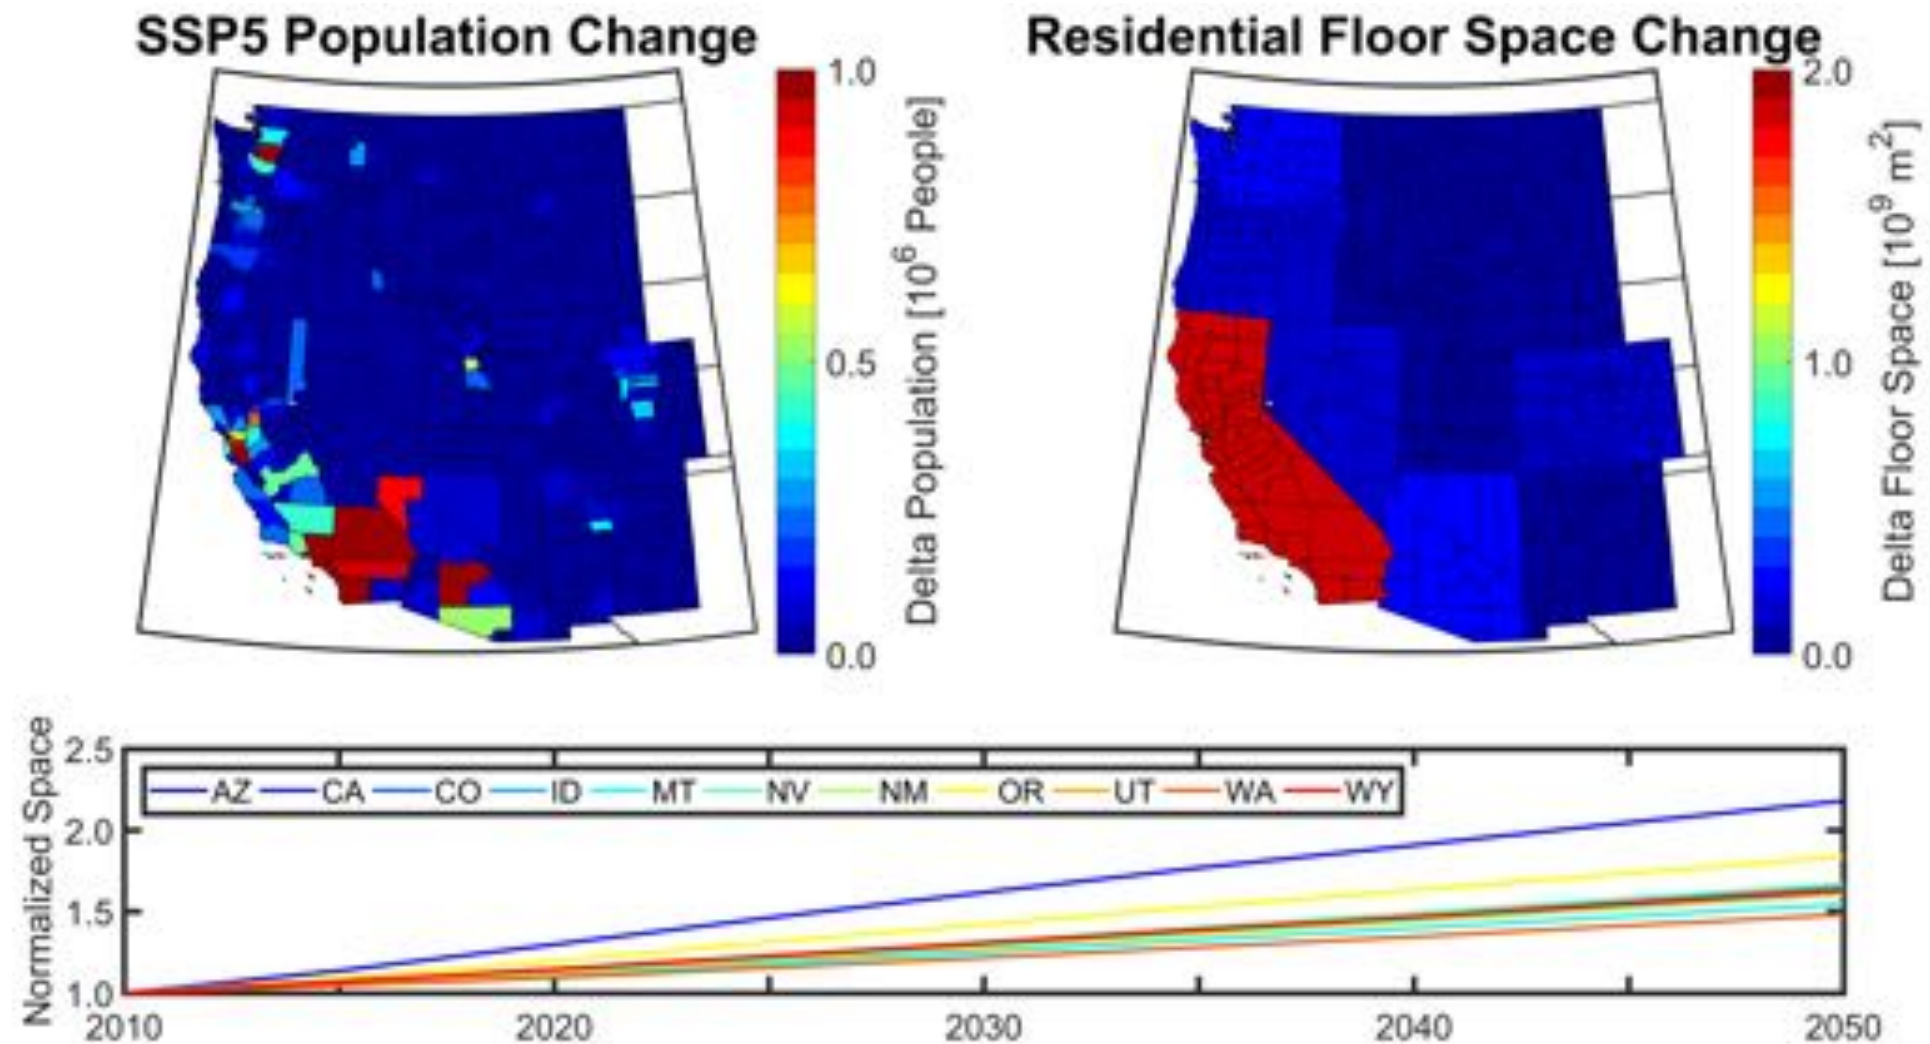 SSP5 Population Change
1.0
0.5
0.0
Delta Population [10⁶ People]
Residential Floor Space Change
2.0
1.0
0.0
Delta Floor Space [10⁹ m²]
Normalized Space
2.5
2.0
1.5
1.0
AZ CA CO ID MT NV NM OR UT WA WY
2010 2020 2030 2040 2050